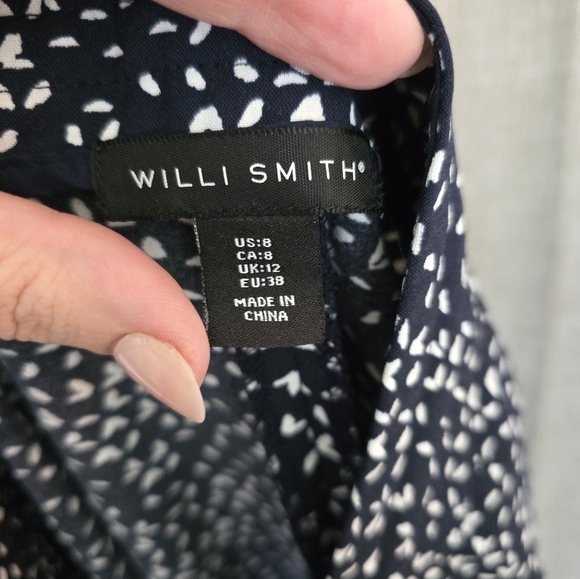 WILLI SMITH®
US:8
CA:8
UK:12
EU:38
MADE IN
CHINA